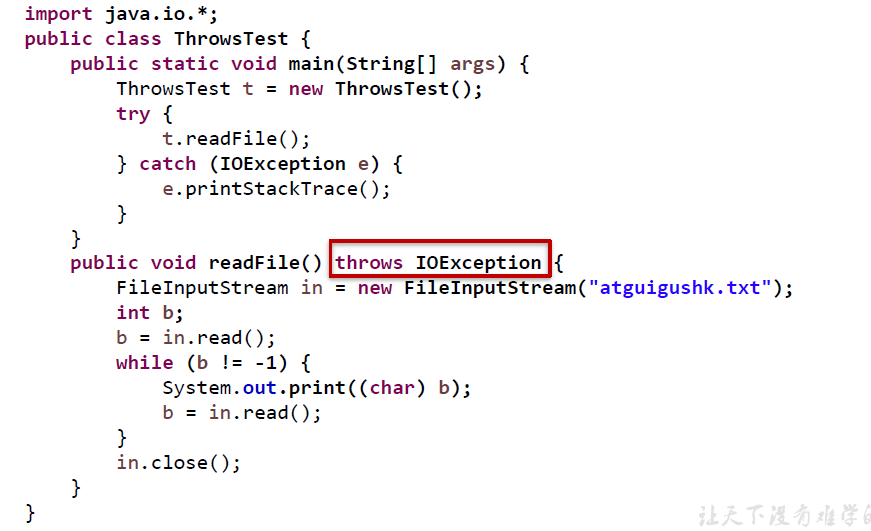 import java.io.*;
public class ThrowsTest {
    public static void main(String[] args) {
        ThrowsTest t = new ThrowsTest();
        try {
            t.readFile();
        } catch (IOException e) {
            e.printStackTrace();
        }
    }
    public void readFile() throws IOException {
        FileInputStream in = new FileInputStream("atguigushk.txt");
        int b;
        b = in.read();
        while (b != -1) {
            System.out.print((char) b);
            b = in.read();
        }
        in.close();
    }
}
让天下没有难学的